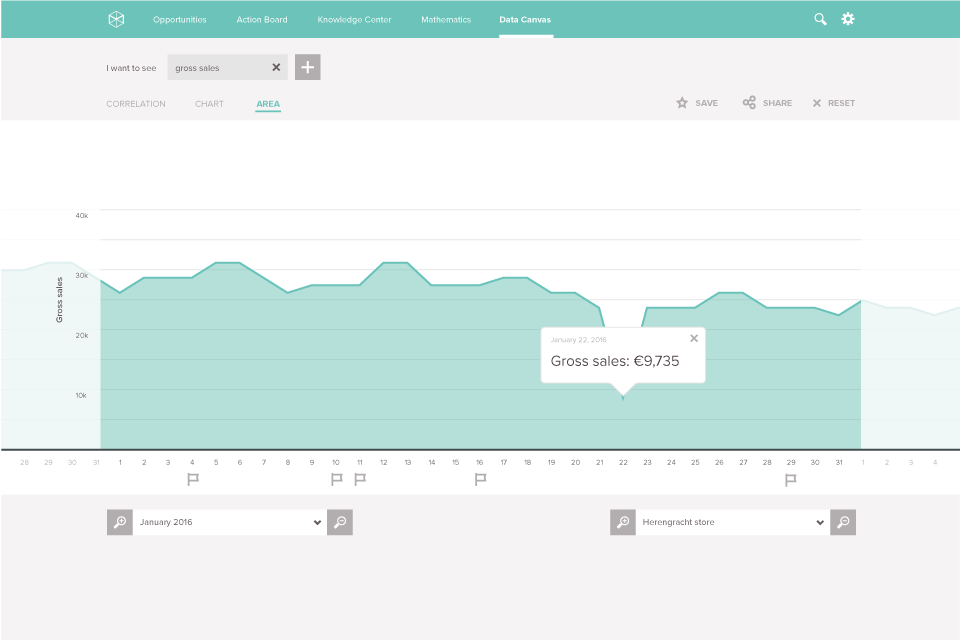 Opportunities Action Board Knowledge Center Mathematics Data Canvas
I want to see gross sales
CORRELATION CHART AREA SAVE SHARE RESET
40k
30k
Gross sales
20k
10k
January 22, 2016
Gross sales: €9,735
28 29 30 31 1 2 3 4 5 6 7 8 9 10 11 12 13 14 15 16 17 18 19 20 21 22 23 24 25 26 27 28 29 30 31 1 2 3 4
January 2016 Herengracht store